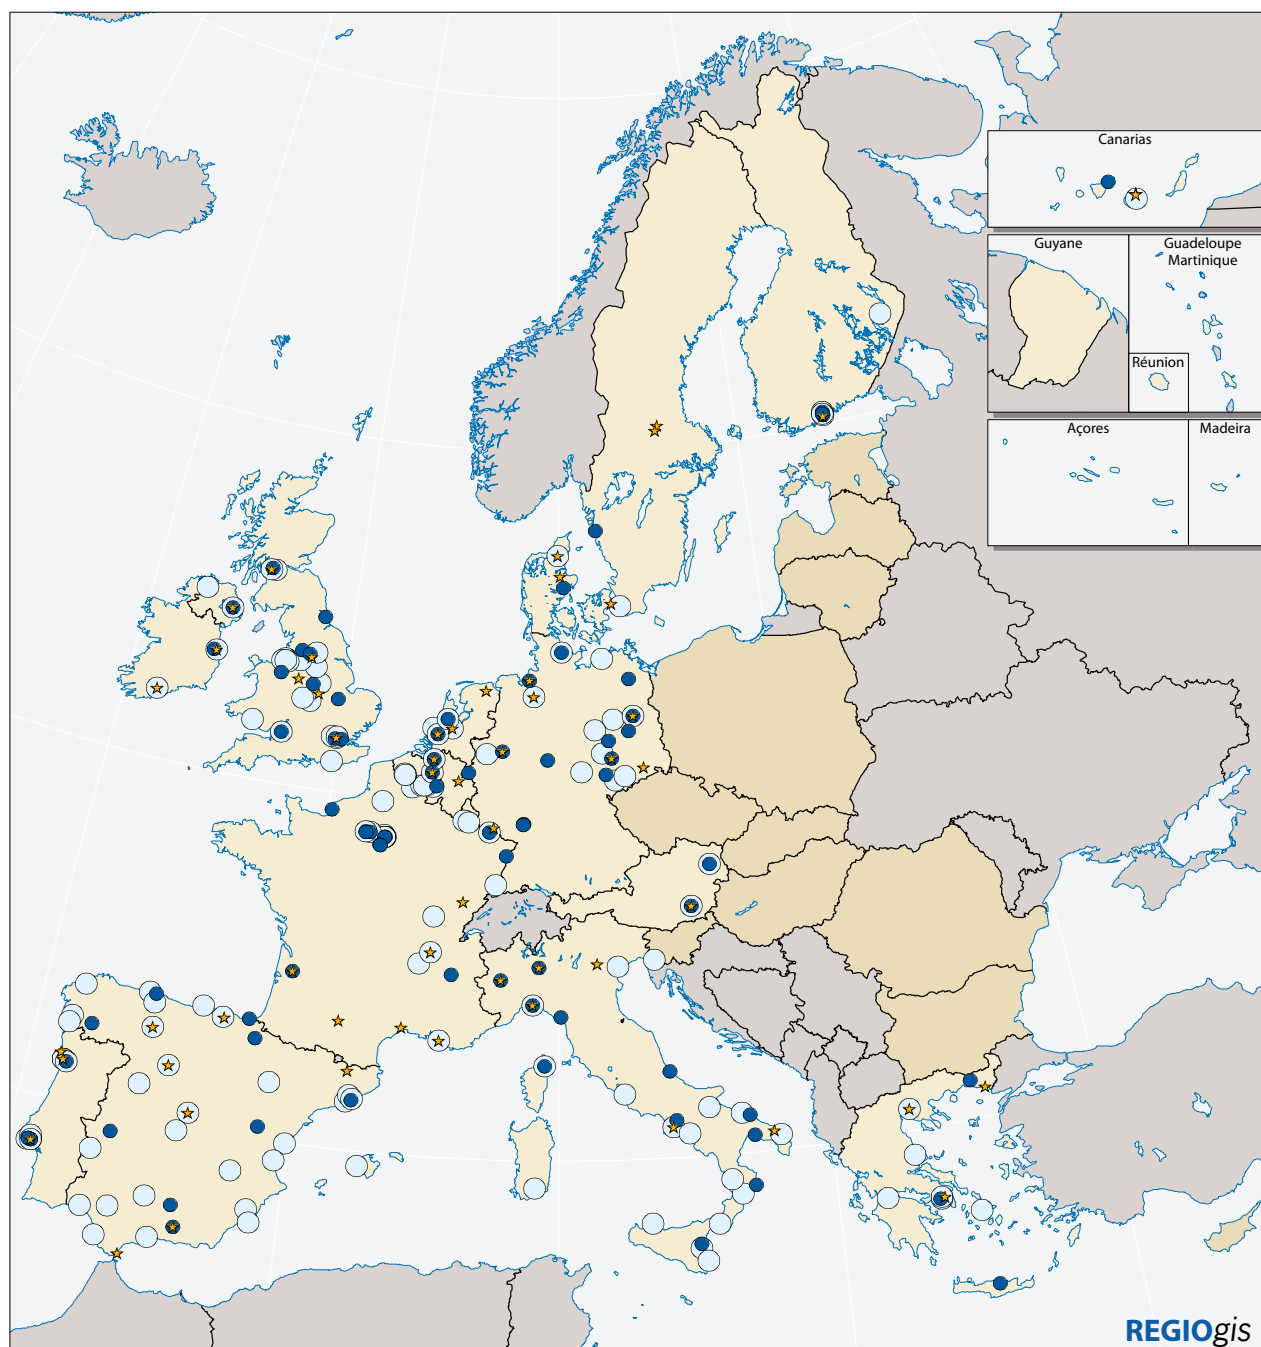 Canarias
Guyane
Guadeloupe
Martinique
Réunion
Açores
Madeira
REGIOgis